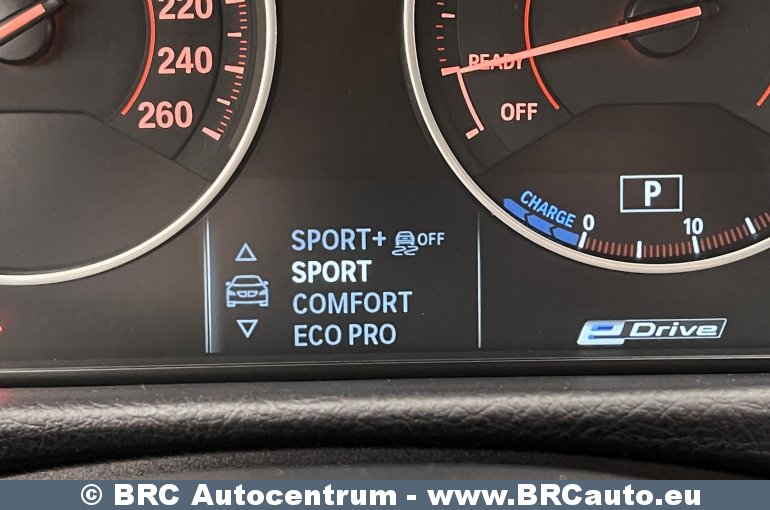 220
240
260
READY
OFF
CHARGE
0
10
P
SPORT+ OFF
SPORT
COMFORT
ECO PRO
eDrive
© BRC Autocentrum - www.BRCauto.eu